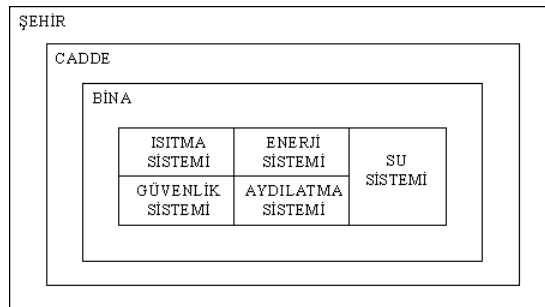 ŞEHİR
CADDE
BİNA
ISITMA
SİSTEMİ
ENERJİ
SİSTEMİ
SU
SİSTEMİ
GÜVENLİK
SİSTEMİ
AYDILATMA
SİSTEMİ